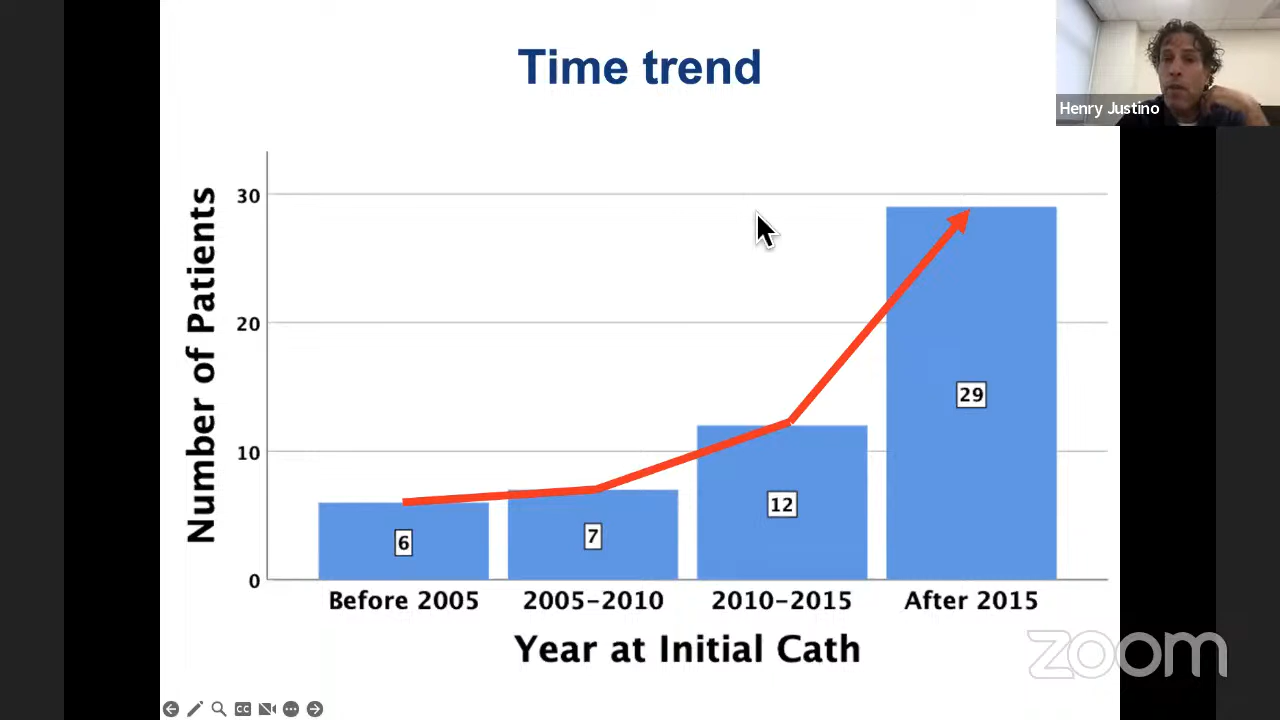 Time trend
Henry Justino
Number of Patients
30
20
10
0
6
7
12
29
Before 2005
2005-2010
2010-2015
After 2015
Year at Initial Cath
zoom
CC